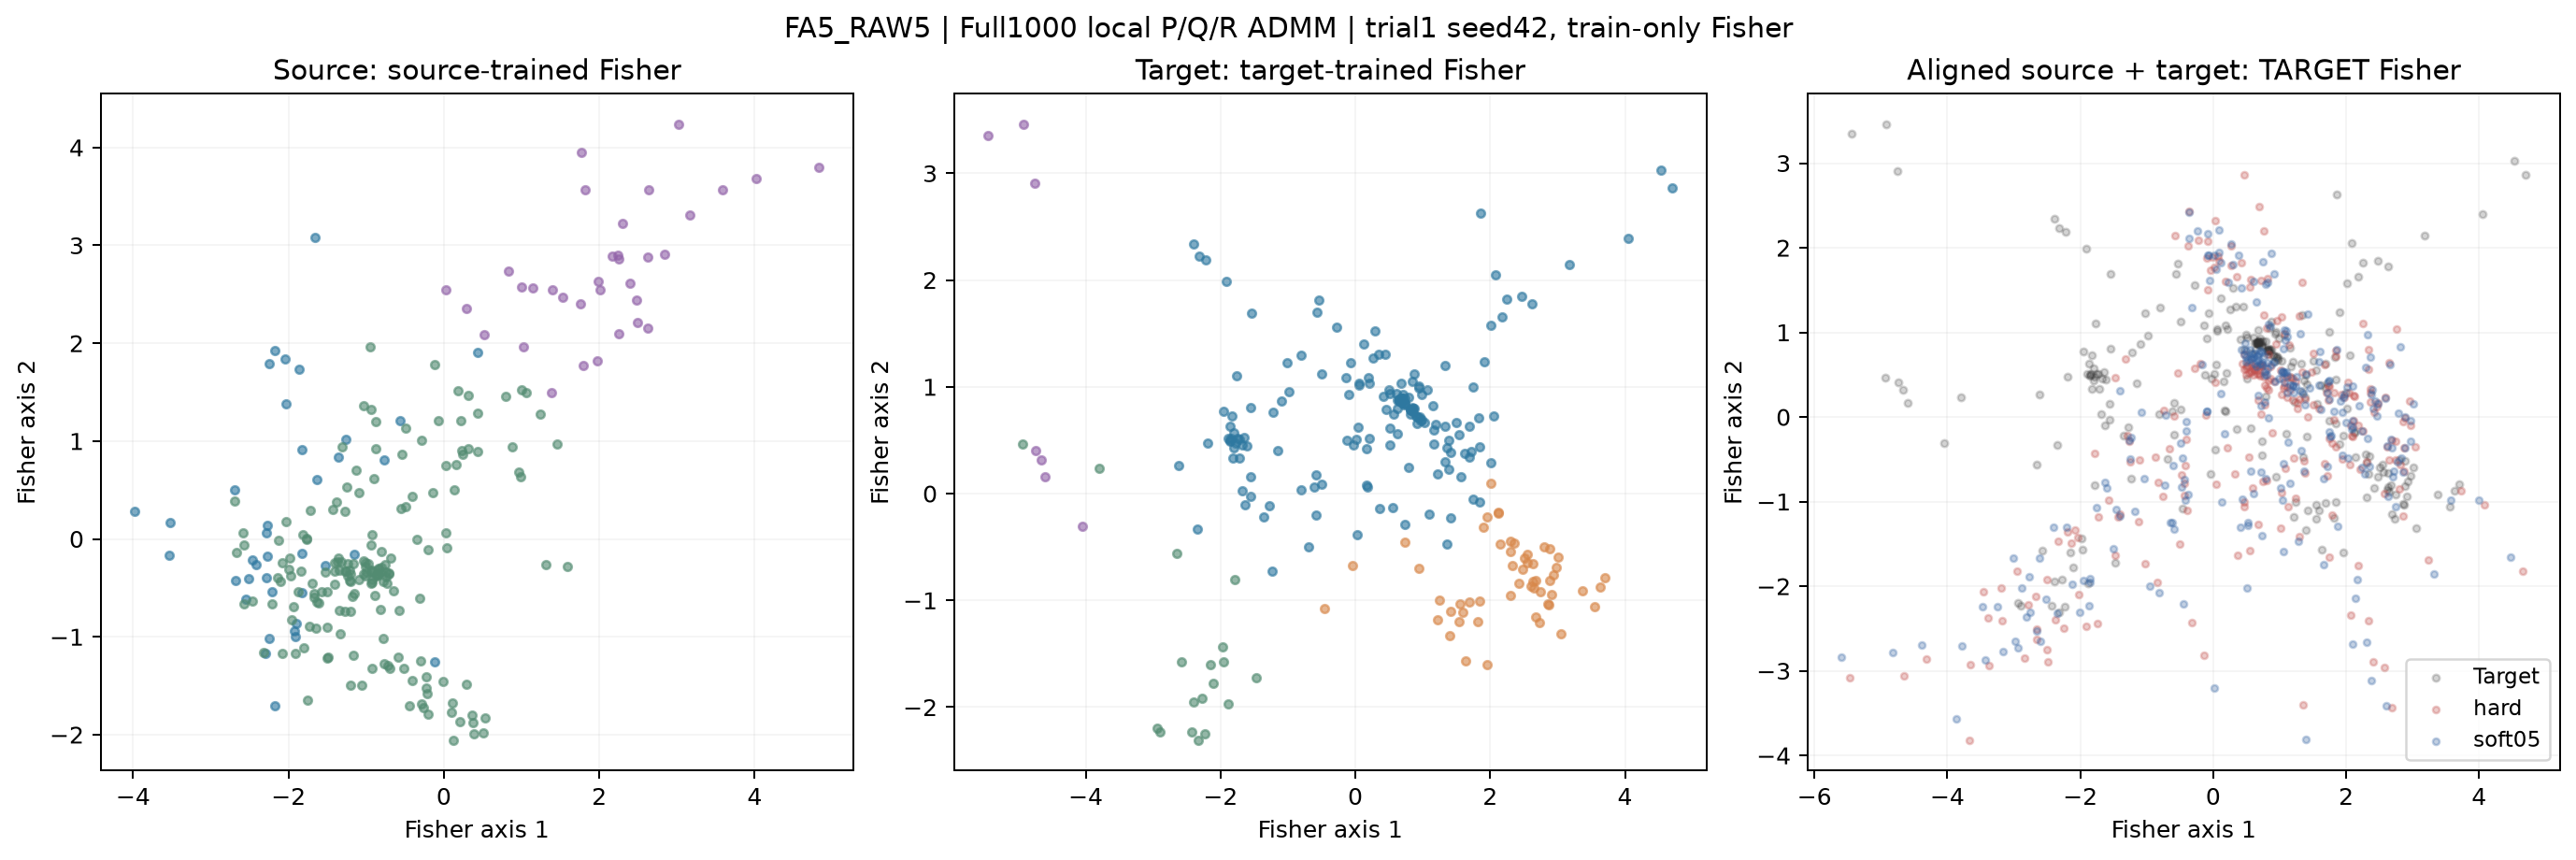 FA5_RAW5 | Full1000 local P/Q/R ADMM | trial1 seed42, train-only Fisher
Source: source-trained Fisher
Fisher axis 2
4
3
2
1
0
−1
−2
−4
−2
0
2
4
Fisher axis 1
Target: target-trained Fisher
Fisher axis 2
3
2
1
0
−1
−2
−4
−2
0
2
4
Fisher axis 1
Aligned source + target: TARGET Fisher
Fisher axis 2
3
2
1
0
−1
−2
−3
−4
−6
−4
−2
0
2
4
Fisher axis 1
Target
hard
soft05